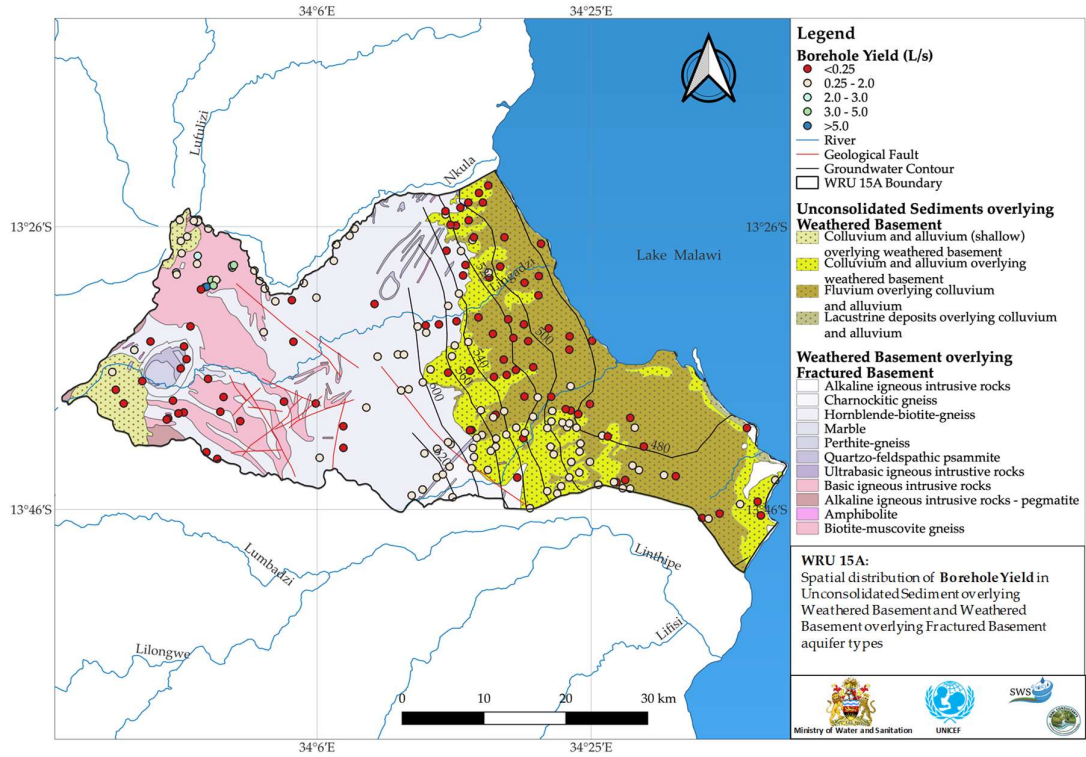 34°6'E
34°25'E
Lufulizi
Nkula
13°26'S
13°26'S
Lake Malawi
Lingadzi
500
480
13°46'S
13°46'S
Lumbadzi
Linthipe
Lifisi
Lilongwe
0 10 20 30 km
34°6'E
34°25'E
Legend
Borehole Yield (L/s)
<0.25
0.25 - 2.0
2.0 - 3.0
3.0 - 5.0
>5.0
River
Geological Fault
Groundwater Contour
WRU 15A Boundary
Unconsolidated Sediments overlying
Weathered Basement
Colluvium and alluvium (shallow)
overlying weathered basement
Colluvium and alluvium overlying
weathered basement
Fluvium overlying colluvium
and alluvium
Lacustrine deposits overlying colluvium
and alluvium
Weathered Basement overlying
Fractured Basement
Alkaline igneous intrusive rocks
Charnockitic gneiss
Hornblende-biotite-gneiss
Marble
Perthite-gneiss
Quartzo-feldspathic psammite
Ultrabasic igneous intrustive rocks
Basic igneous intrusive rocks
Alkaline igneous intrusive rocks - pegmatite
Amphibolite
Biotite-muscovite gneiss
WRU 15A:
Spatial distribution of Borehole Yield in
Unconsolidated Sediment overlying
Weathered Basement and Weathered
Basement overlying Fractured Basement
aquifer types
Ministry of Water and Sanitation
UNICEF
SWS